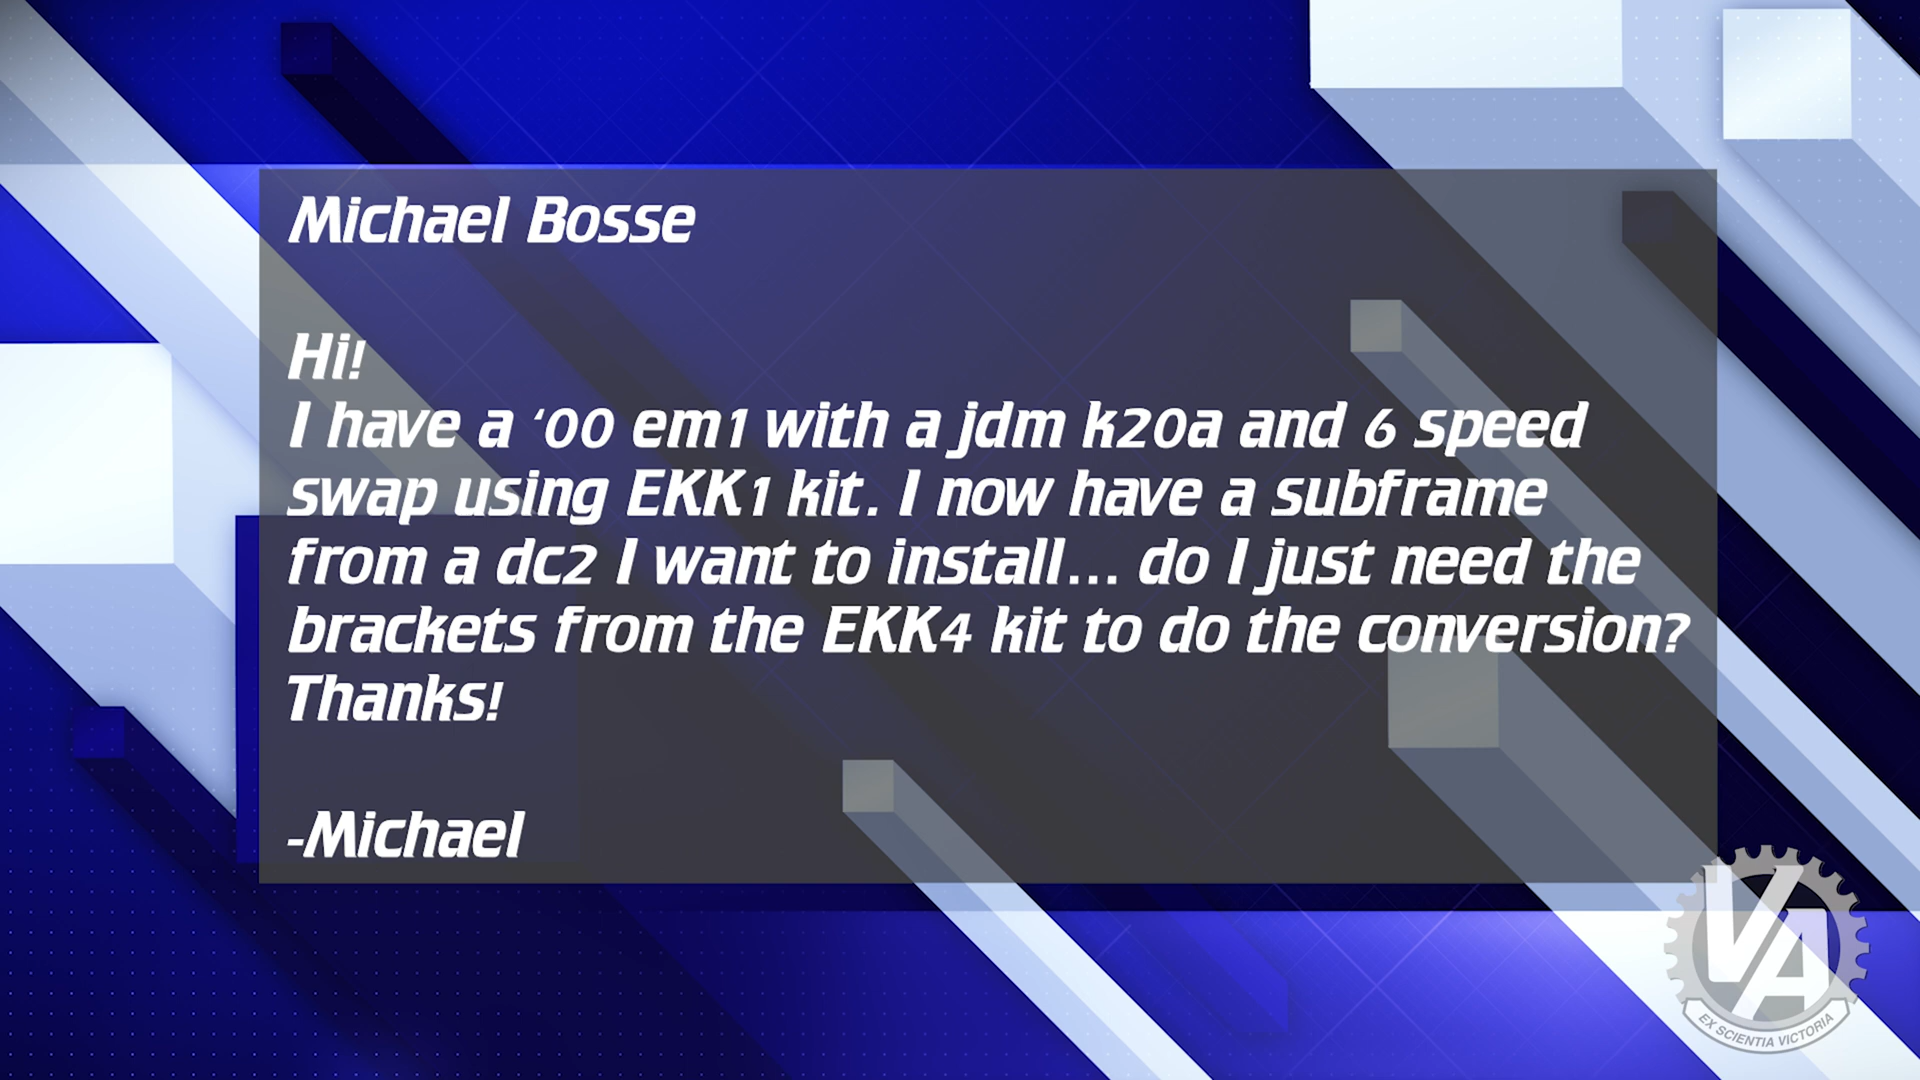 Michael Bosse
Hi!
I have a ‘00 em1 with a jdm k20a and 6 speed
swap using EKK1 kit. I now have a subframe
from a dc2 I want to install... do I just need the
brackets from the EKK4 kit to do the conversion?
Thanks!
-Michael
VA
EX SCIENTIA VICTORIA